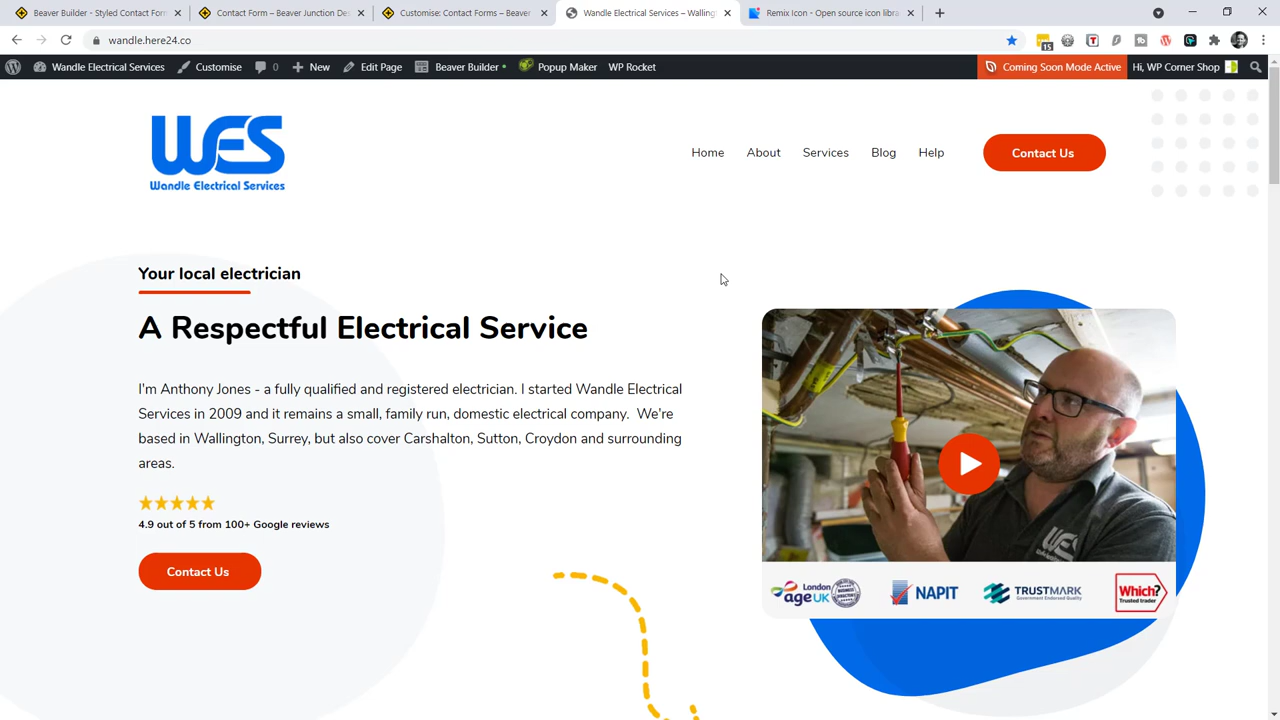 Beaver Builder - Styled Contact Form
Contact Form – Beaver Junction De
Customise: Contact Forms – Beaver
Wandle Electrical Services – Walling
Remix Icon - Open source icon libra
wandle.here24.co
15
Wandle Electrical Services
Customise
0
New
Edit Page
Beaver Builder
Popup Maker
WP Rocket
Coming Soon Mode Active
Hi, WP Corner Shop
WES
Wandle Electrical Services
Home
About
Services
Blog
Help
Contact Us
Your local electrician
A Respectful Electrical Service
I'm Anthony Jones - a fully qualified and registered electrician. I started Wandle Electrical
Services in 2009 and it remains a small, family run, domestic electrical company. We're
based in Wallington, Surrey, but also cover Carshalton, Sutton, Croydon and surrounding
areas.
4.9 out of 5 from 100+ Google reviews
Contact Us
WES
London
age UK
NAPIT
TRUSTMARK
Government Endorsed Quality
Which?
Trusted trader